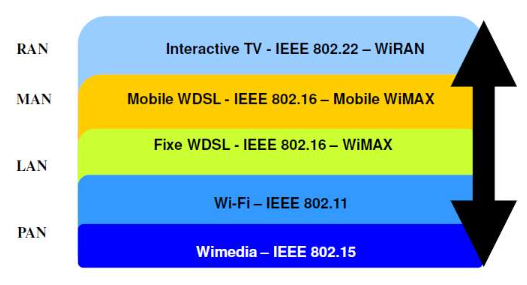 RAN
Interactive TV - IEEE 802.22 – WiRAN
MAN
Mobile WDSL - IEEE 802.16 – Mobile WiMAX
Fixe WDSL - IEEE 802.16 – WiMAX
LAN
Wi-Fi – IEEE 802.11
PAN
Wimedia – IEEE 802.15